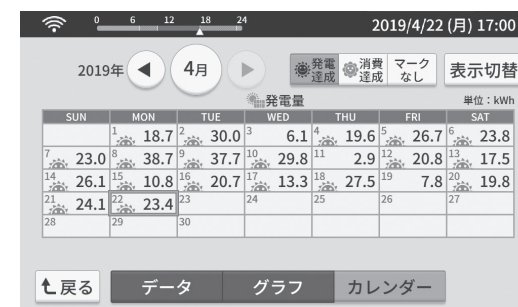 0 6 12 18 24 2019/4/22 (月) 17:00
2019年 4月 発電達成 消費達成 マークなし 表示切替
発電量 単位：kWh
SUN MON TUE WED THU FRI SAT
1 18.7 2 30.0 3 6.1 4 19.6 5 26.7 6 23.8
7 23.0 8 38.7 9 37.7 10 29.8 11 2.9 12 20.8 13 17.5
14 26.1 15 10.8 16 20.7 17 13.3 18 27.5 19 7.8 20 19.8
21 24.1 22 23.4 23 24 25 26 27
28 29 30
戻る データ グラフ カレンダー